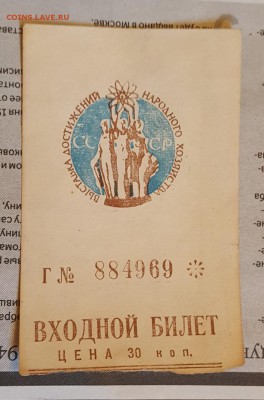 COINS.LAVE.RU
ВЫСТАВКА ДОСТИЖЕНИЙ НАРОДНОГО ХОЗЯЙСТВА
СССР
Г № 884969
ВХОДНОЙ БИЛЕТ
ЦЕНА 30 коп.